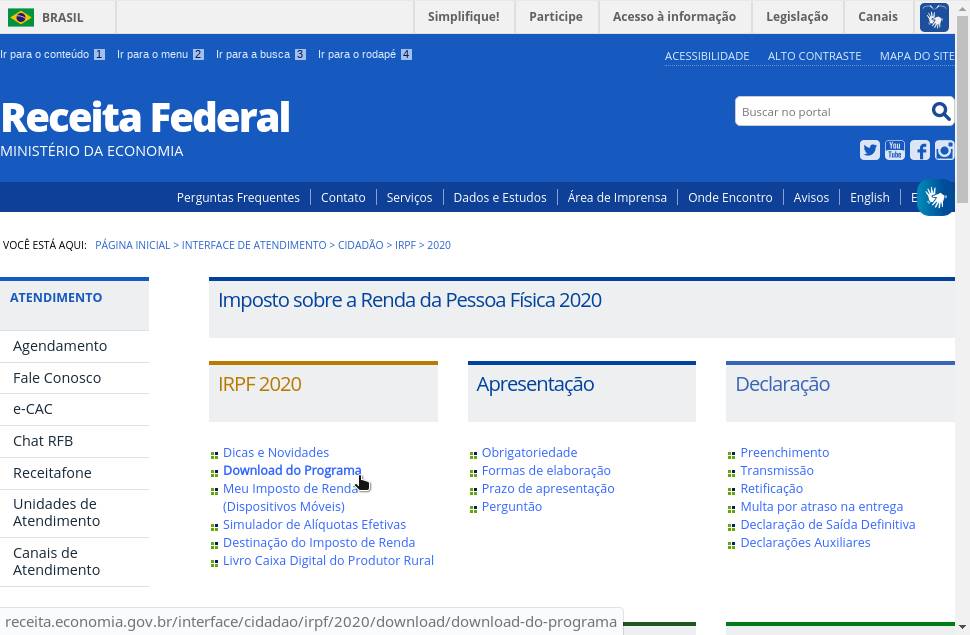 BRASIL
Simplifique!
Participe
Acesso à informação
Legislação
Canais
Ir para o conteúdo 1
Ir para o menu 2
Ir para a busca 3
Ir para o rodapé 4
ACESSIBILIDADE
ALTO CONTRASTE
MAPA DO SITE
Receita Federal
MINISTÉRIO DA ECONOMIA
Buscar no portal
You
Tube
Perguntas Frequentes
Contato
Serviços
Dados e Estudos
Área de Imprensa
Onde Encontro
Avisos
English
E
VOCÊ ESTÁ AQUI: PÁGINA INICIAL > INTERFACE DE ATENDIMENTO > CIDADÃO > IRPF > 2020
ATENDIMENTO
Agendamento
Fale Conosco
e-CAC
Chat RFB
Receitafone
Unidades de
Atendimento
Canais de
Atendimento
Imposto sobre a Renda da Pessoa Física 2020
IRPF 2020
Dicas e Novidades
Download do Programa
Meu Imposto de Renda
(Dispositivos Móveis)
Simulador de Alíquotas Efetivas
Destinação do Imposto de Renda
Livro Caixa Digital do Produtor Rural
Apresentação
Obrigatoriedade
Formas de elaboração
Prazo de apresentação
Perguntão
Declaração
Preenchimento
Transmissão
Retificação
Multa por atraso na entrega
Declaração de Saída Definitiva
Declarações Auxiliares
receita.economia.gov.br/interface/cidadao/irpf/2020/download/download-do-programa